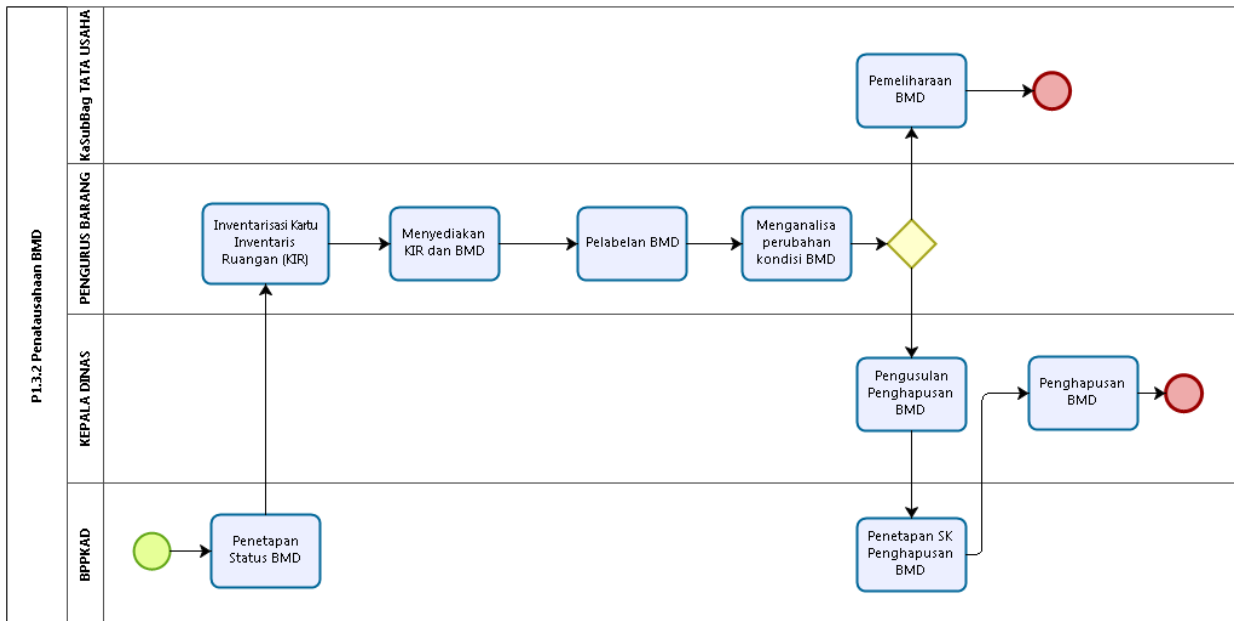 P1.3.2 Penatausahaan BMD
KaSubBag TATA USAHA
Pemeliharaan
BMD
PENGURUS BARANG
Inventarisasi Kartu
Inventaris
Ruangan (KIR)
Menyediakan
KIR dan BMD
Pelabelan BMD
Menganalisa
perubahan
kondisi BMD
KEPALA DINAS
Pengusulan
Penghapusan
BMD
Penghapusan
BMD
BPPKAD
Penetapan
Status BMD
Penetapan SK
Penghapusan
BMD